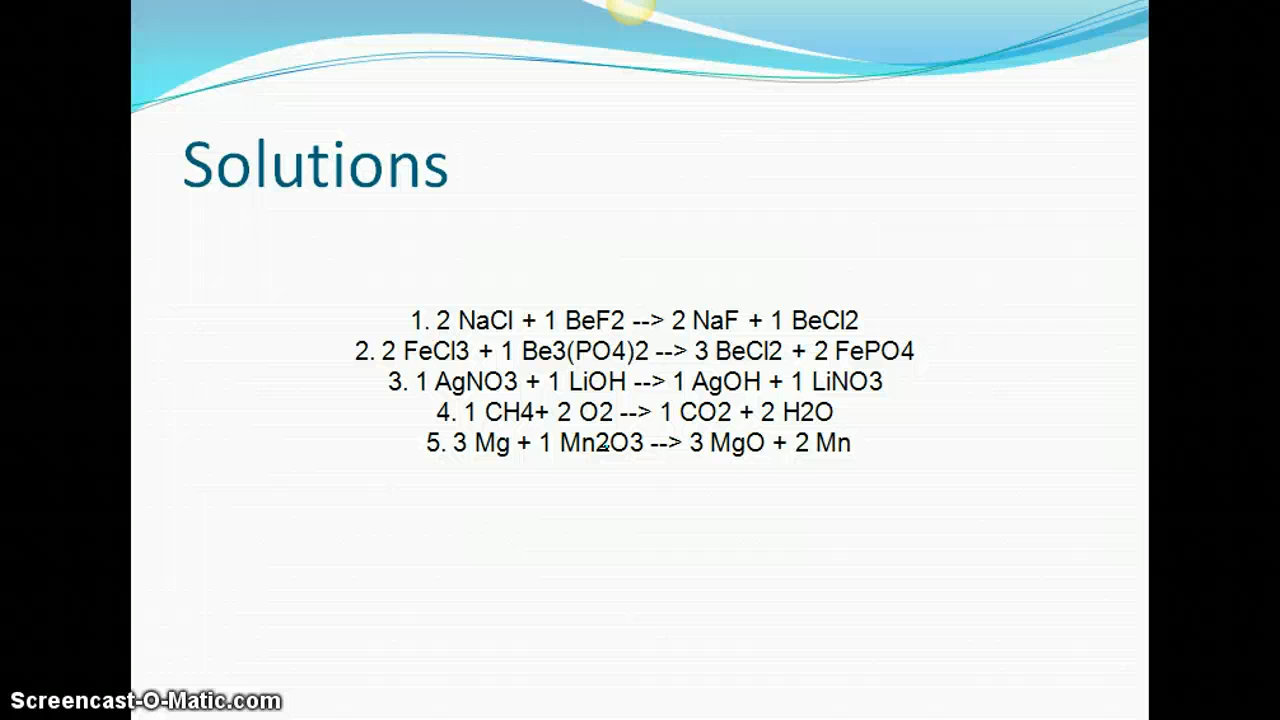 Solutions
1. 2 NaCl + 1 BeF2 --> 2 NaF + 1 BeCl2
2. 2 FeCl3 + 1 Be3(PO4)2 --> 3 BeCl2 + 2 FePO4
3. 1 AgNO3 + 1 LiOH --> 1 AgOH + 1 LiNO3
4. 1 CH4+ 2 O2 --> 1 CO2 + 2 H2O
5. 3 Mg + 1 Mn2O3 --> 3 MgO + 2 Mn
Screencast-O-Matic.com